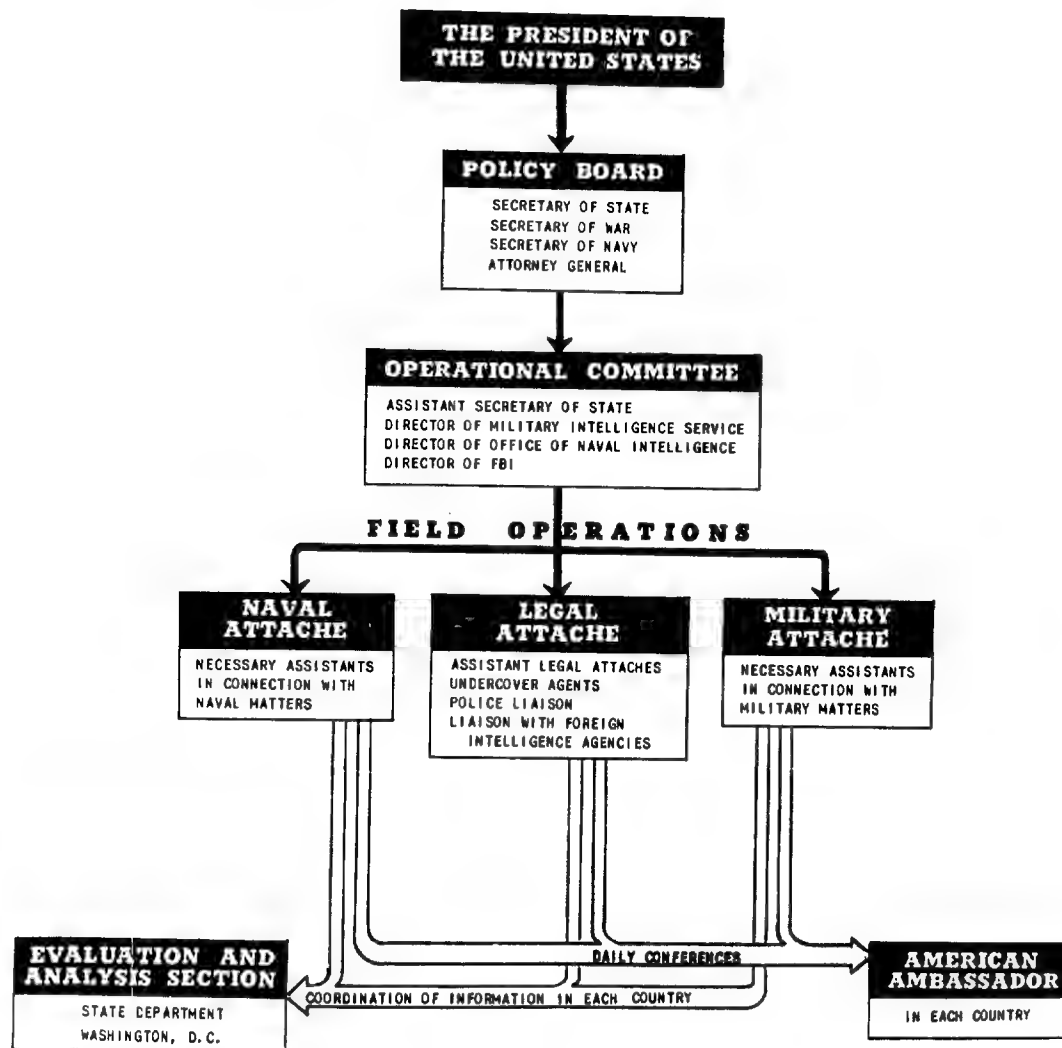 THE PRESIDENT OF
THE UNITED STATES
POLICY BOARD
SECRETARY OF STATE
SECRETARY OF WAR
SECRETARY OF NAVY
ATTORNEY GENERAL
OPERATIONAL COMMITTEE
ASSISTANT SECRETARY OF STATE
DIRECTOR OF MILITARY INTELLIGENCE SERVICE
DIRECTOR OF OFFICE OF NAVAL INTELLIGENCE
DIRECTOR OF FBI
FIELD OPERATIONS
NAVAL
ATTACHE
NECESSARY ASSISTANTS
IN CONNECTION WITH
NAVAL MATTERS
LEGAL
ATTACHE
ASSISTANT LEGAL ATTACHES
UNDERCOVER AGENTS
POLICE LIAISON
LIAISON WITH FOREIGN
INTELLIGENCE AGENCIES
MILITARY
ATTACHE
NECESSARY ASSISTANTS
IN CONNECTION WITH
MILITARY MATTERS
DAILY CONFERENCES
COORDINATION OF INFORMATION IN EACH COUNTRY
EVALUATION AND
ANALYSIS SECTION
STATE DEPARTMENT
WASHINGTON, D.C.
AMERICAN
AMBASSADOR
IN EACH COUNTRY